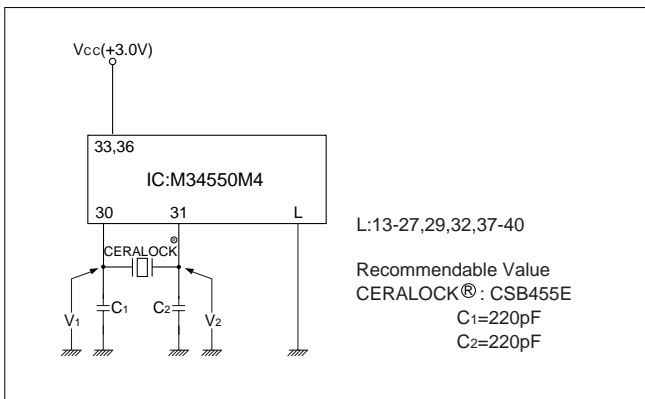 Vcc(+3.0V)
33,36
IC:M34550M4
30 31 L
CERALOCK®
V1 C1 C2 V2
L:13-27,29,32,37-40
Recommendable Value
CERALOCK® : CSB455E
C1=220pF
C2=220pF